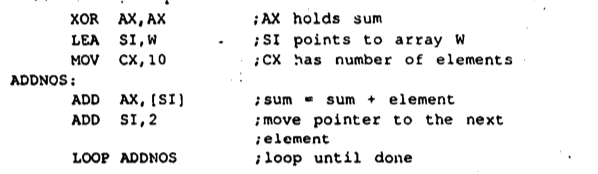 XOR AX,AX ;AX holds sum
LEA SI,W ;SI points to array W
MOV CX,10 ;CX has number of elements
ADDNOS:
ADD AX,[SI] ;sum = sum + element
ADD SI,2 ;move pointer to the next
;element
LOOP ADDNOS ;loop until done